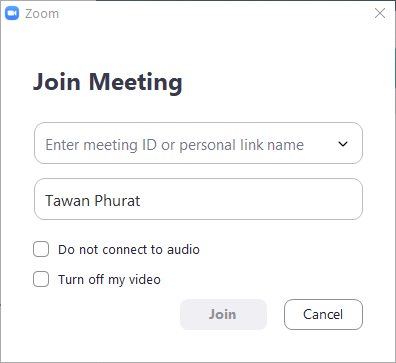 Zoom
Join Meeting
Enter meeting ID or personal link name
Tawan Phurat
Do not connect to audio
Turn off my video
Join
Cancel